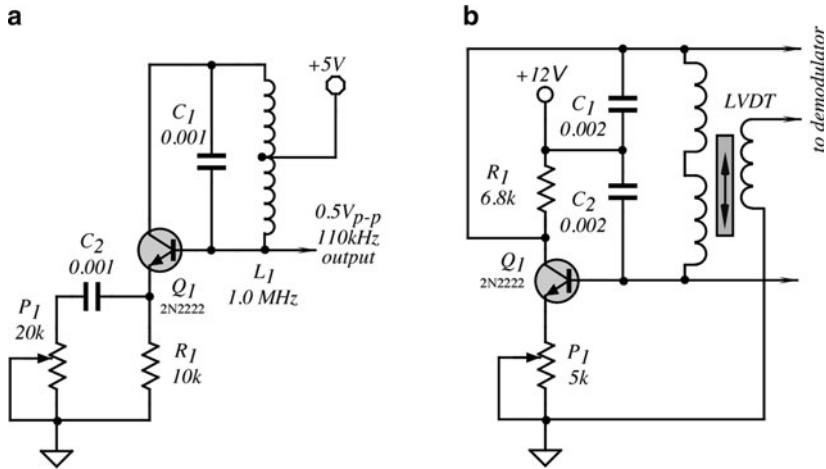 a
+5V
C1
0.001
0.5Vp-p
110kHz
output
C2
0.001
Q1
2N2222
L1
1.0 MHz
P1
20k
R1
10k
b
+12V
C1
0.002
LVDT
to demodulator
R1
6.8k
C2
0.002
Q1
2N2222
P1
5k